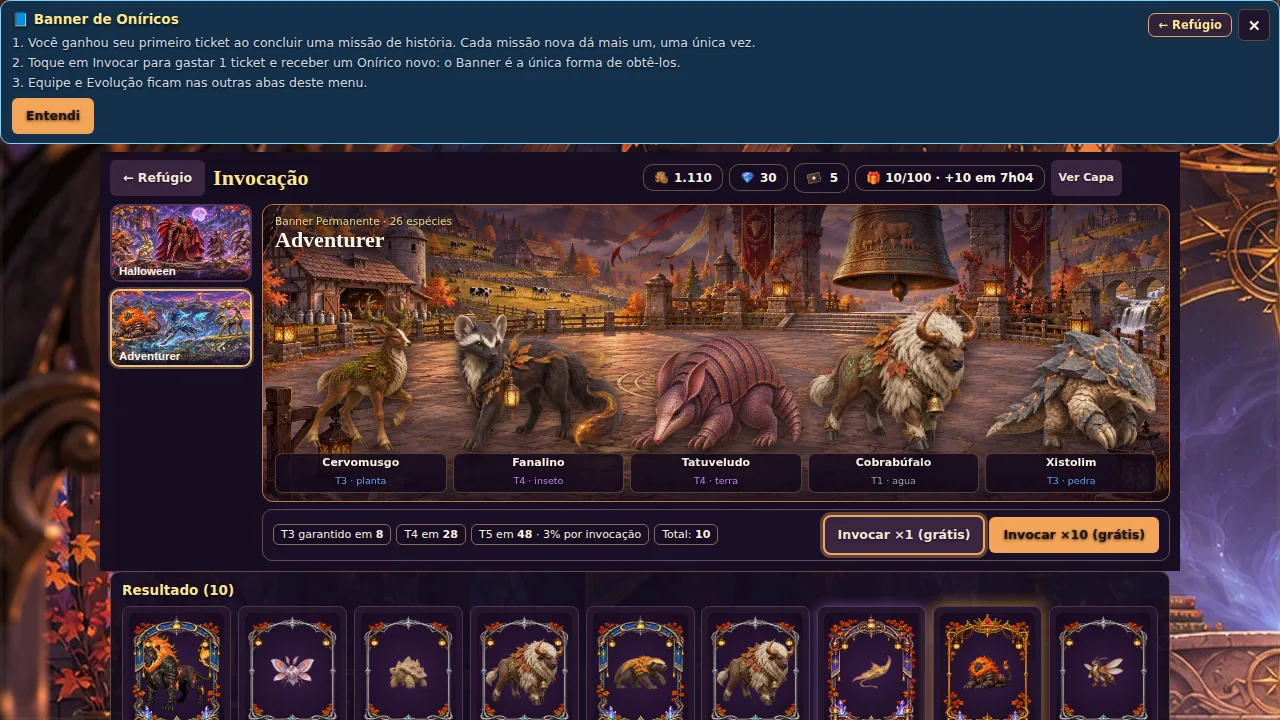 📘 Banner de Oníricos
← Refúgio
×
1. Você ganhou seu primeiro ticket ao concluir uma missão de história. Cada missão nova dá mais um, uma única vez.
2. Toque em Invocar para gastar 1 ticket e receber um Onírico novo: o Banner é a única forma de obtê-los.
3. Equipe e Evolução ficam nas outras abas deste menu.
Entendi
← Refúgio
Invocação
1.110
30
5
10/100 · +10 em 7h04
Ver Capa
Halloween
Adventurer
Banner Permanente · 26 espécies
Adventurer
Cervomusgo
T3 · planta
Fanalino
T4 · inseto
Tatuveludo
T4 · terra
Cobrabúfalo
T1 · agua
Xistolim
T3 · pedra
T3 garantido em 8
T4 em 28
T5 em 48 · 3% por invocação
Total: 10
Invocar ×1 (grátis)
Invocar ×10 (grátis)
Resultado (10)